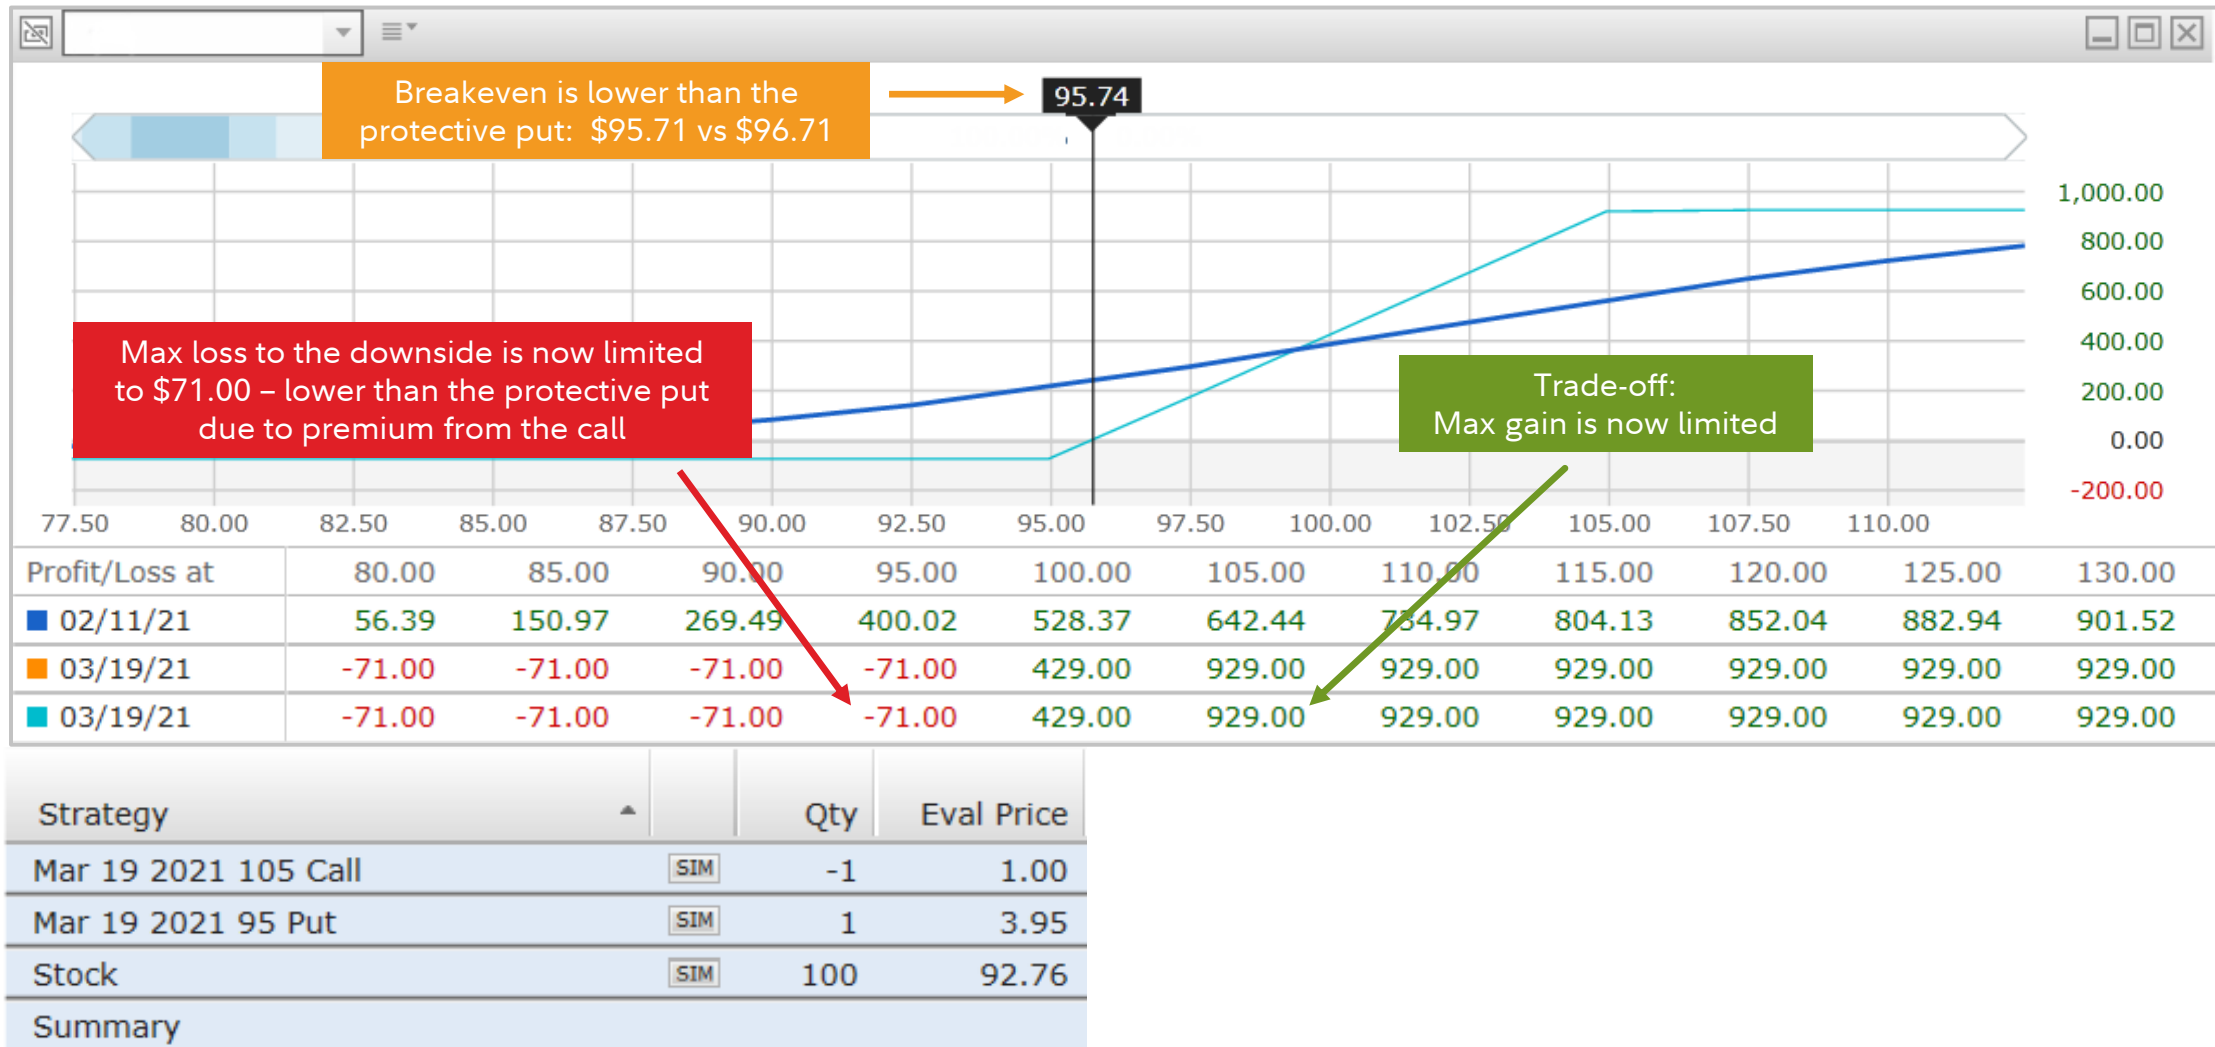 Breakeven is lower than the
protective put:  $95.71 vs $96.71
95.74
1,000.00
800.00
600.00
400.00
200.00
0.00
-200.00
Max loss to the downside is now limited
to $71.00 – lower than the protective put
due to premium from the call
Trade-off:
Max gain is now limited
77.50 80.00 82.50 85.00 87.50 90.00 92.50 95.00 97.50 100.00 102.50 105.00 107.50 110.00
Profit/Loss at 80.00 85.00 90.00 95.00 100.00 105.00 110.00 115.00 120.00 125.00 130.00
02/11/21 56.39 150.97 269.49 400.02 528.37 642.44 734.97 804.13 852.04 882.94 901.52
03/19/21 -71.00 -71.00 -71.00 -71.00 429.00 929.00 929.00 929.00 929.00 929.00 929.00
03/19/21 -71.00 -71.00 -71.00 -71.00 429.00 929.00 929.00 929.00 929.00 929.00 929.00
Strategy Qty Eval Price
Mar 19 2021 105 Call SIM -1 1.00
Mar 19 2021 95 Put SIM 1 3.95
Stock SIM 100 92.76
Summary